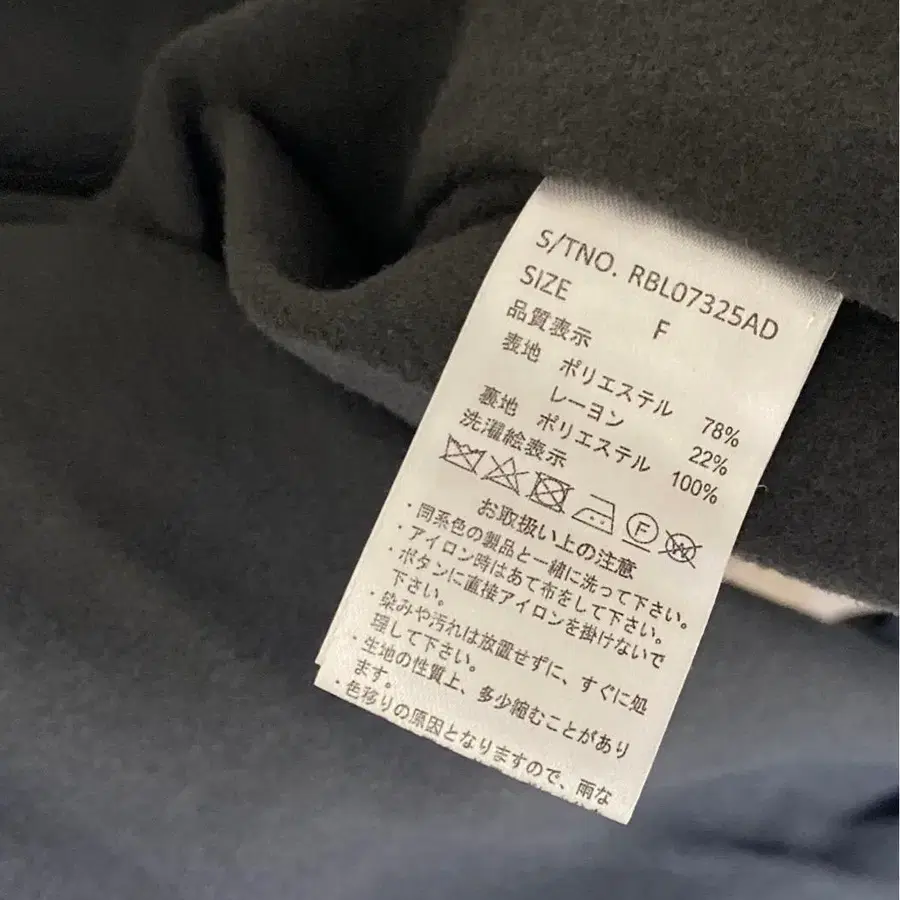 S/TNO. RBL07325AD
SIZE F
品質表示
表地 ポリエステル 78%
レーヨン 22%
裏地 ポリエステル 100%
洗濯絵表示
F W
お取扱い上の注意
・同系色の製品と一緒に洗って下さい。
・アイロン時はあて布をして下さい。
・ボタンに直接アイロンを掛けないで
下さい。
・染みや汚れは放置せずに、すぐに処
理して下さい。
・生地の性質上、多少縮むことがあり
ます。
・色移りの原因となりますので、雨な